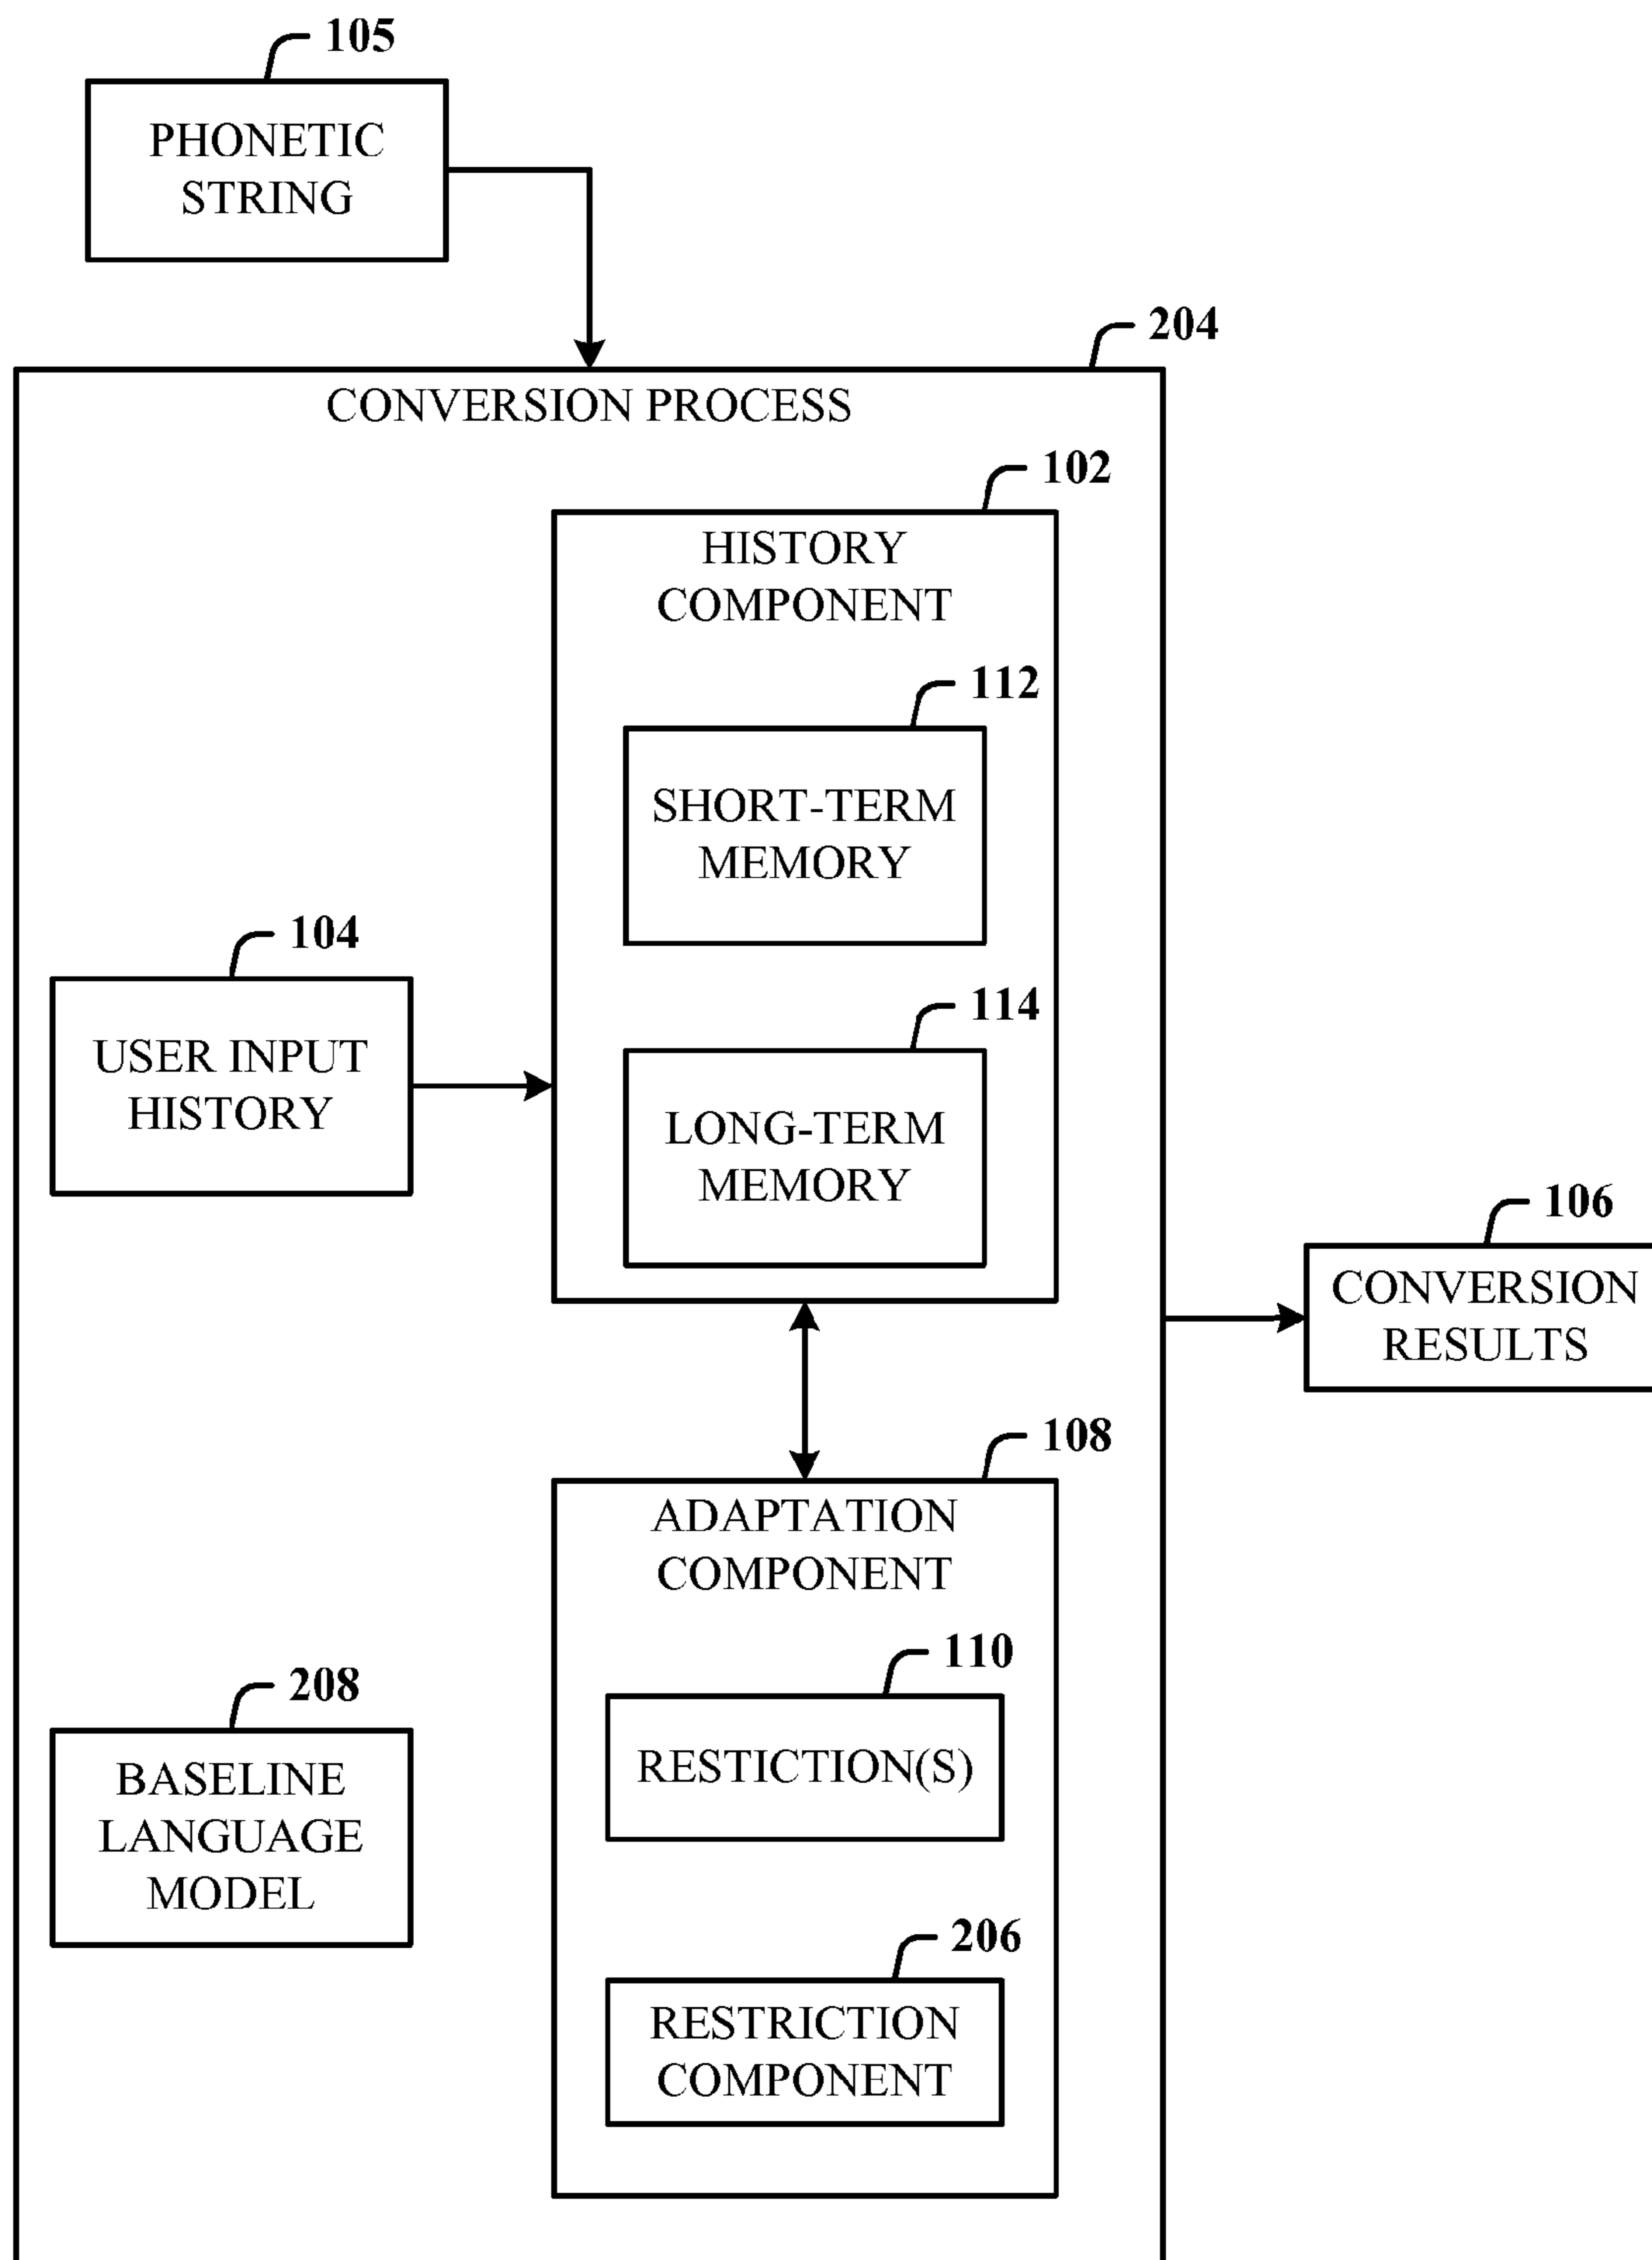 105
PHONETIC
STRING
204
CONVERSION PROCESS
102
HISTORY
COMPONENT
112
SHORT-TERM
MEMORY
104
USER INPUT
HISTORY
114
LONG-TERM
MEMORY
106
CONVERSION
RESULTS
108
ADAPTATION
COMPONENT
110
RESTICTION(S)
208
BASELINE
LANGUAGE
MODEL
206
RESTRICTION
COMPONENT